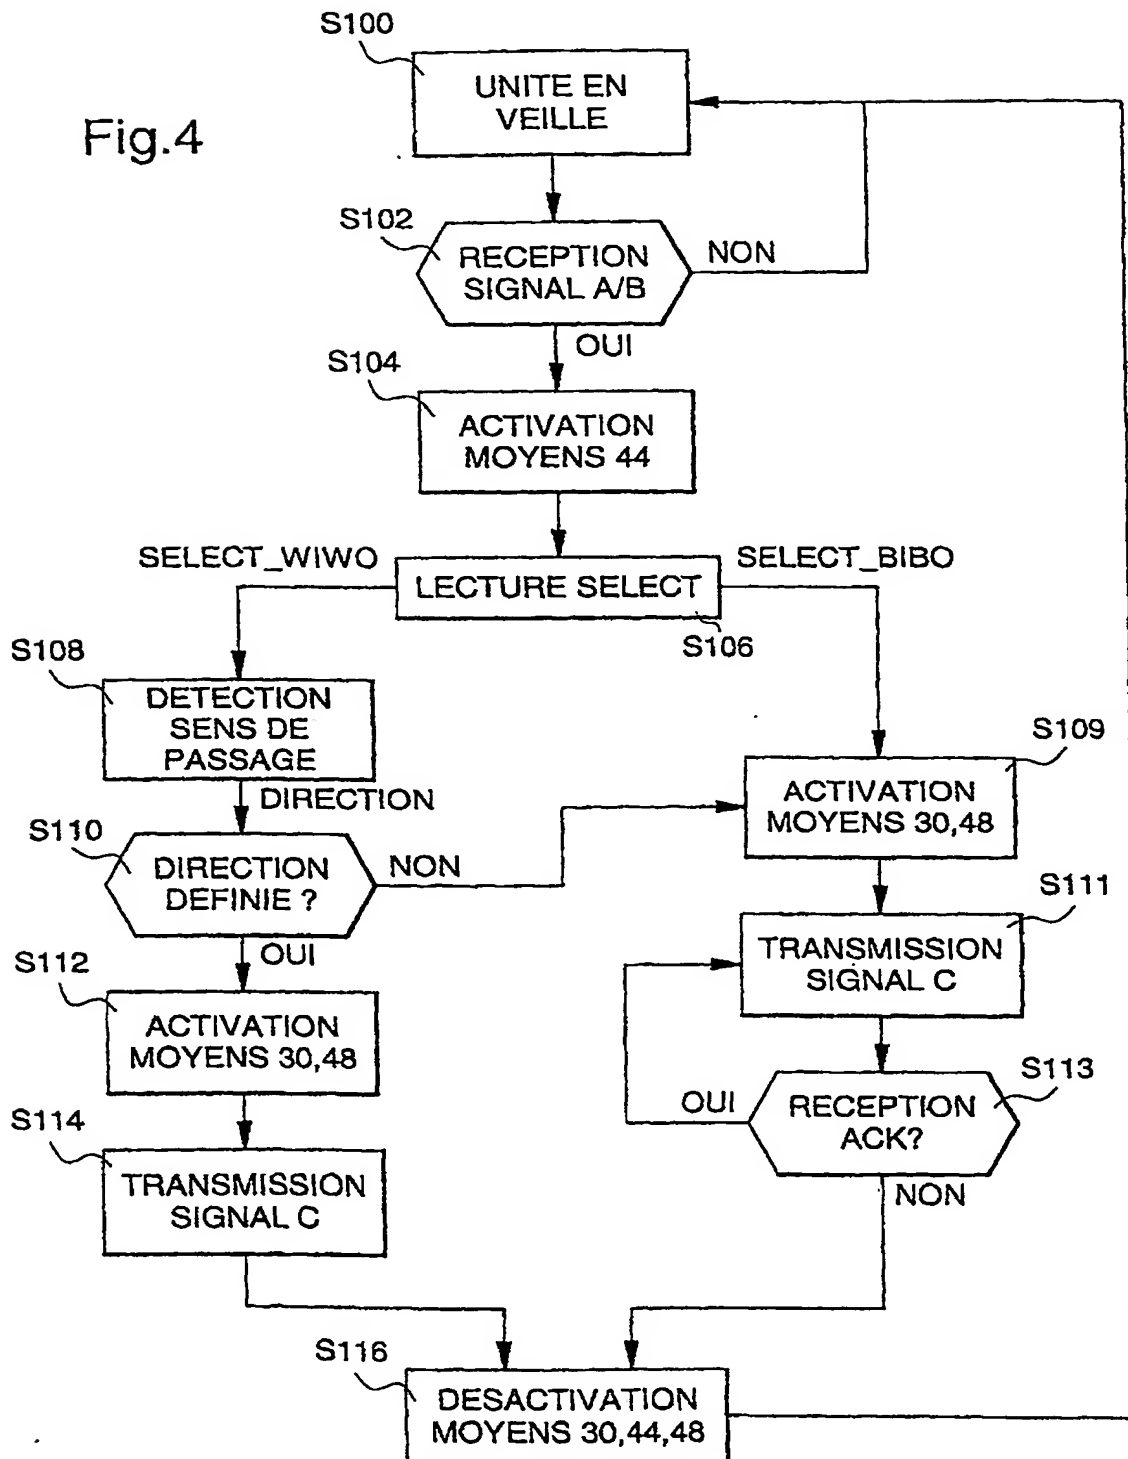 Fig.4
S100
UNITE EN
VEILLE
S102
RECEPTION
SIGNAL A/B
NON
OUI
S104
ACTIVATION
MOYENS 44
SELECT_WIWO
LECTURE SELECT
SELECT_BIBO
S106
S108
DETECTION
SENS DE
PASSAGE
DIRECTION
S109
ACTIVATION
MOYENS 30,48
S110
DIRECTION
DEFINIE ?
NON
OUI
S111
TRANSMISSION
SIGNAL C
S112
ACTIVATION
MOYENS 30,48
S113
RECEPTION
ACK?
OUI
NON
S114
TRANSMISSION
SIGNAL C
S116
DESACTIVATION
MOYENS 30,44,48